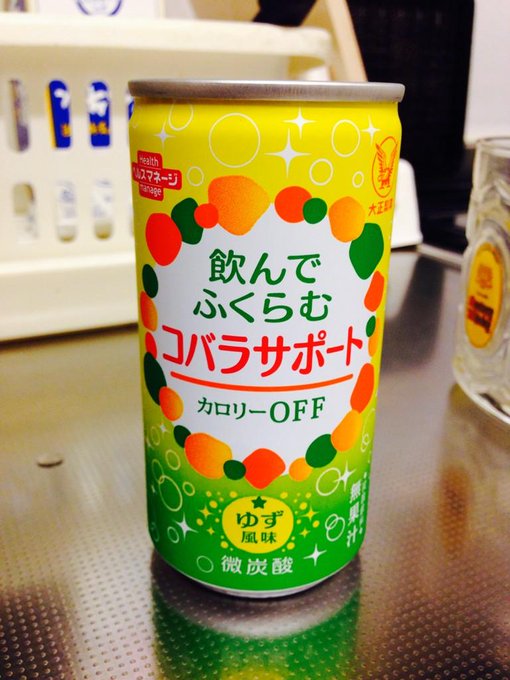 Health
ヘルスマネージ
manage
大正製薬
飲んで
ふくらむ
コバラサポート
カロリーOFF
ゆず
風味
無果汁
微炭酸